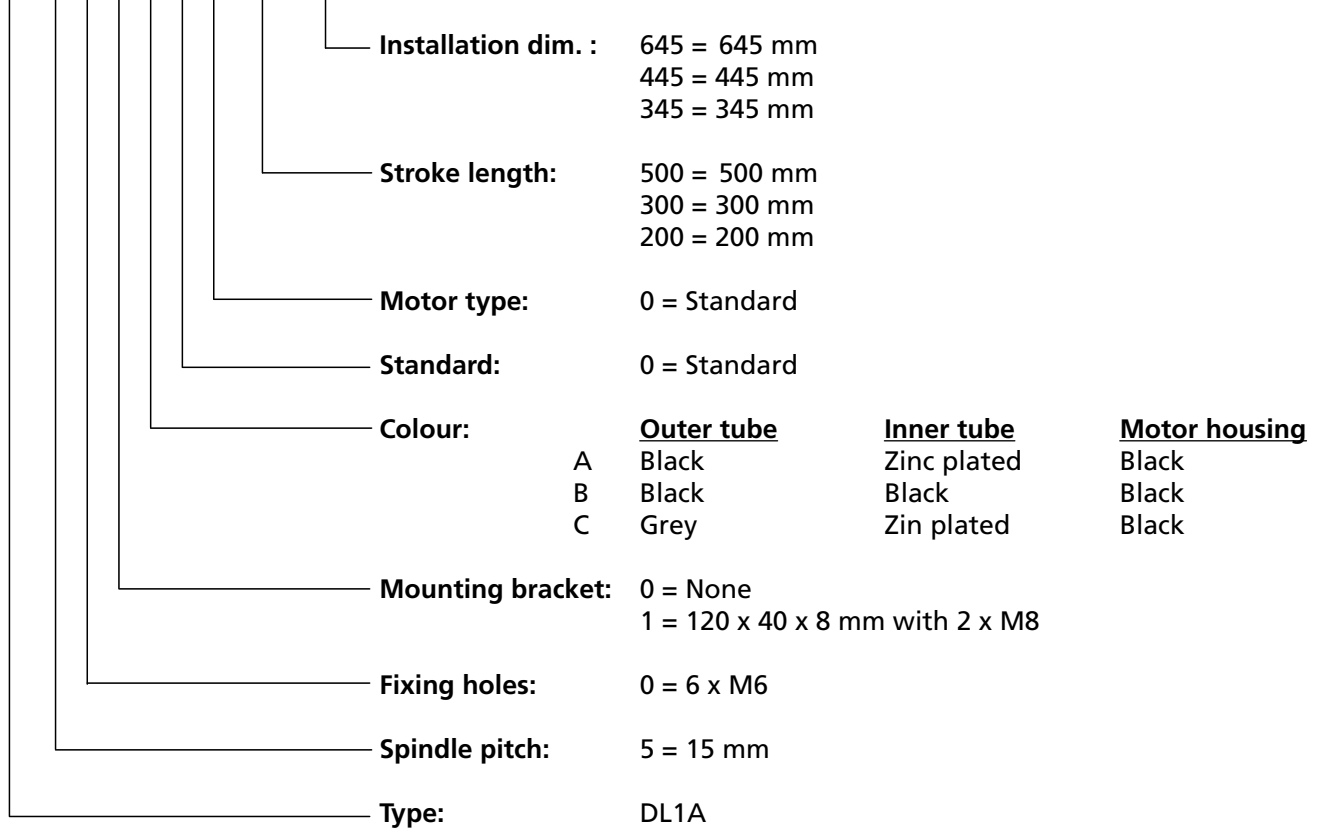 Installation dim. : 645 = 645 mm
445 = 445 mm
345 = 345 mm
Stroke length: 500 = 500 mm
300 = 300 mm
200 = 200 mm
Motor type: 0 = Standard
Standard: 0 = Standard
Colour: Outer tube Inner tube Motor housing
A Black Zinc plated Black
B Black Black Black
C Grey Zin plated Black
Mounting bracket: 0 = None
1 = 120 x 40 x 8 mm with 2 x M8
Fixing holes: 0 = 6 x M6
Spindle pitch: 5 = 15 mm
Type: DL1A